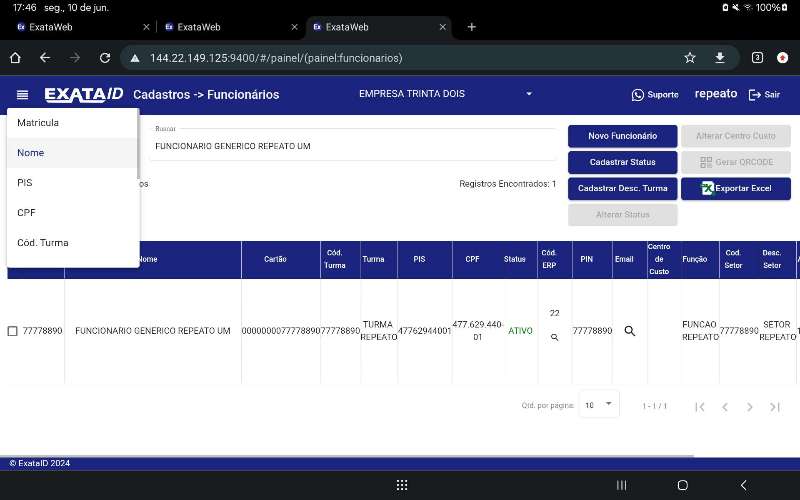 17:46 seg., 10 de jun.
100%
ExataWeb
ExataWeb
ExataWeb
144.22.149.125:9400/#/painel/(painel:funcionarios)
3
EXATAID
Cadastros -> Funcionários
EMPRESA TRINTA DOIS
Suporte
repeato
Sair
Matricula
Nome
PIS
CPF
Cód. Turma
Buscar
FUNCIONARIO GENERICO REPEATO UM
os
Registros Encontrados: 1
Novo Funcionário
Alterar Centro Custo
Cadastrar Status
Gerar QRCODE
Cadastrar Desc. Turma
Exportar Excel
Alterar Status
Nome
Cartão
Cód. Turma
Turma
PIS
CPF
Status
Cód. ERP
PIN
Email
Centro de Custo
Função
Cod. Setor
Desc. Setor
77778890
FUNCIONARIO GENERICO REPEATO UM
0000000077778890
77778890
TURMA REPEATO
47762944001
477.629.440-01
ATIVO
22
77778890
FUNCAO REPEATO
77778890
SETOR REPEATO
Qtd. por página:
10
1 - 1 / 1
© ExataID 2024